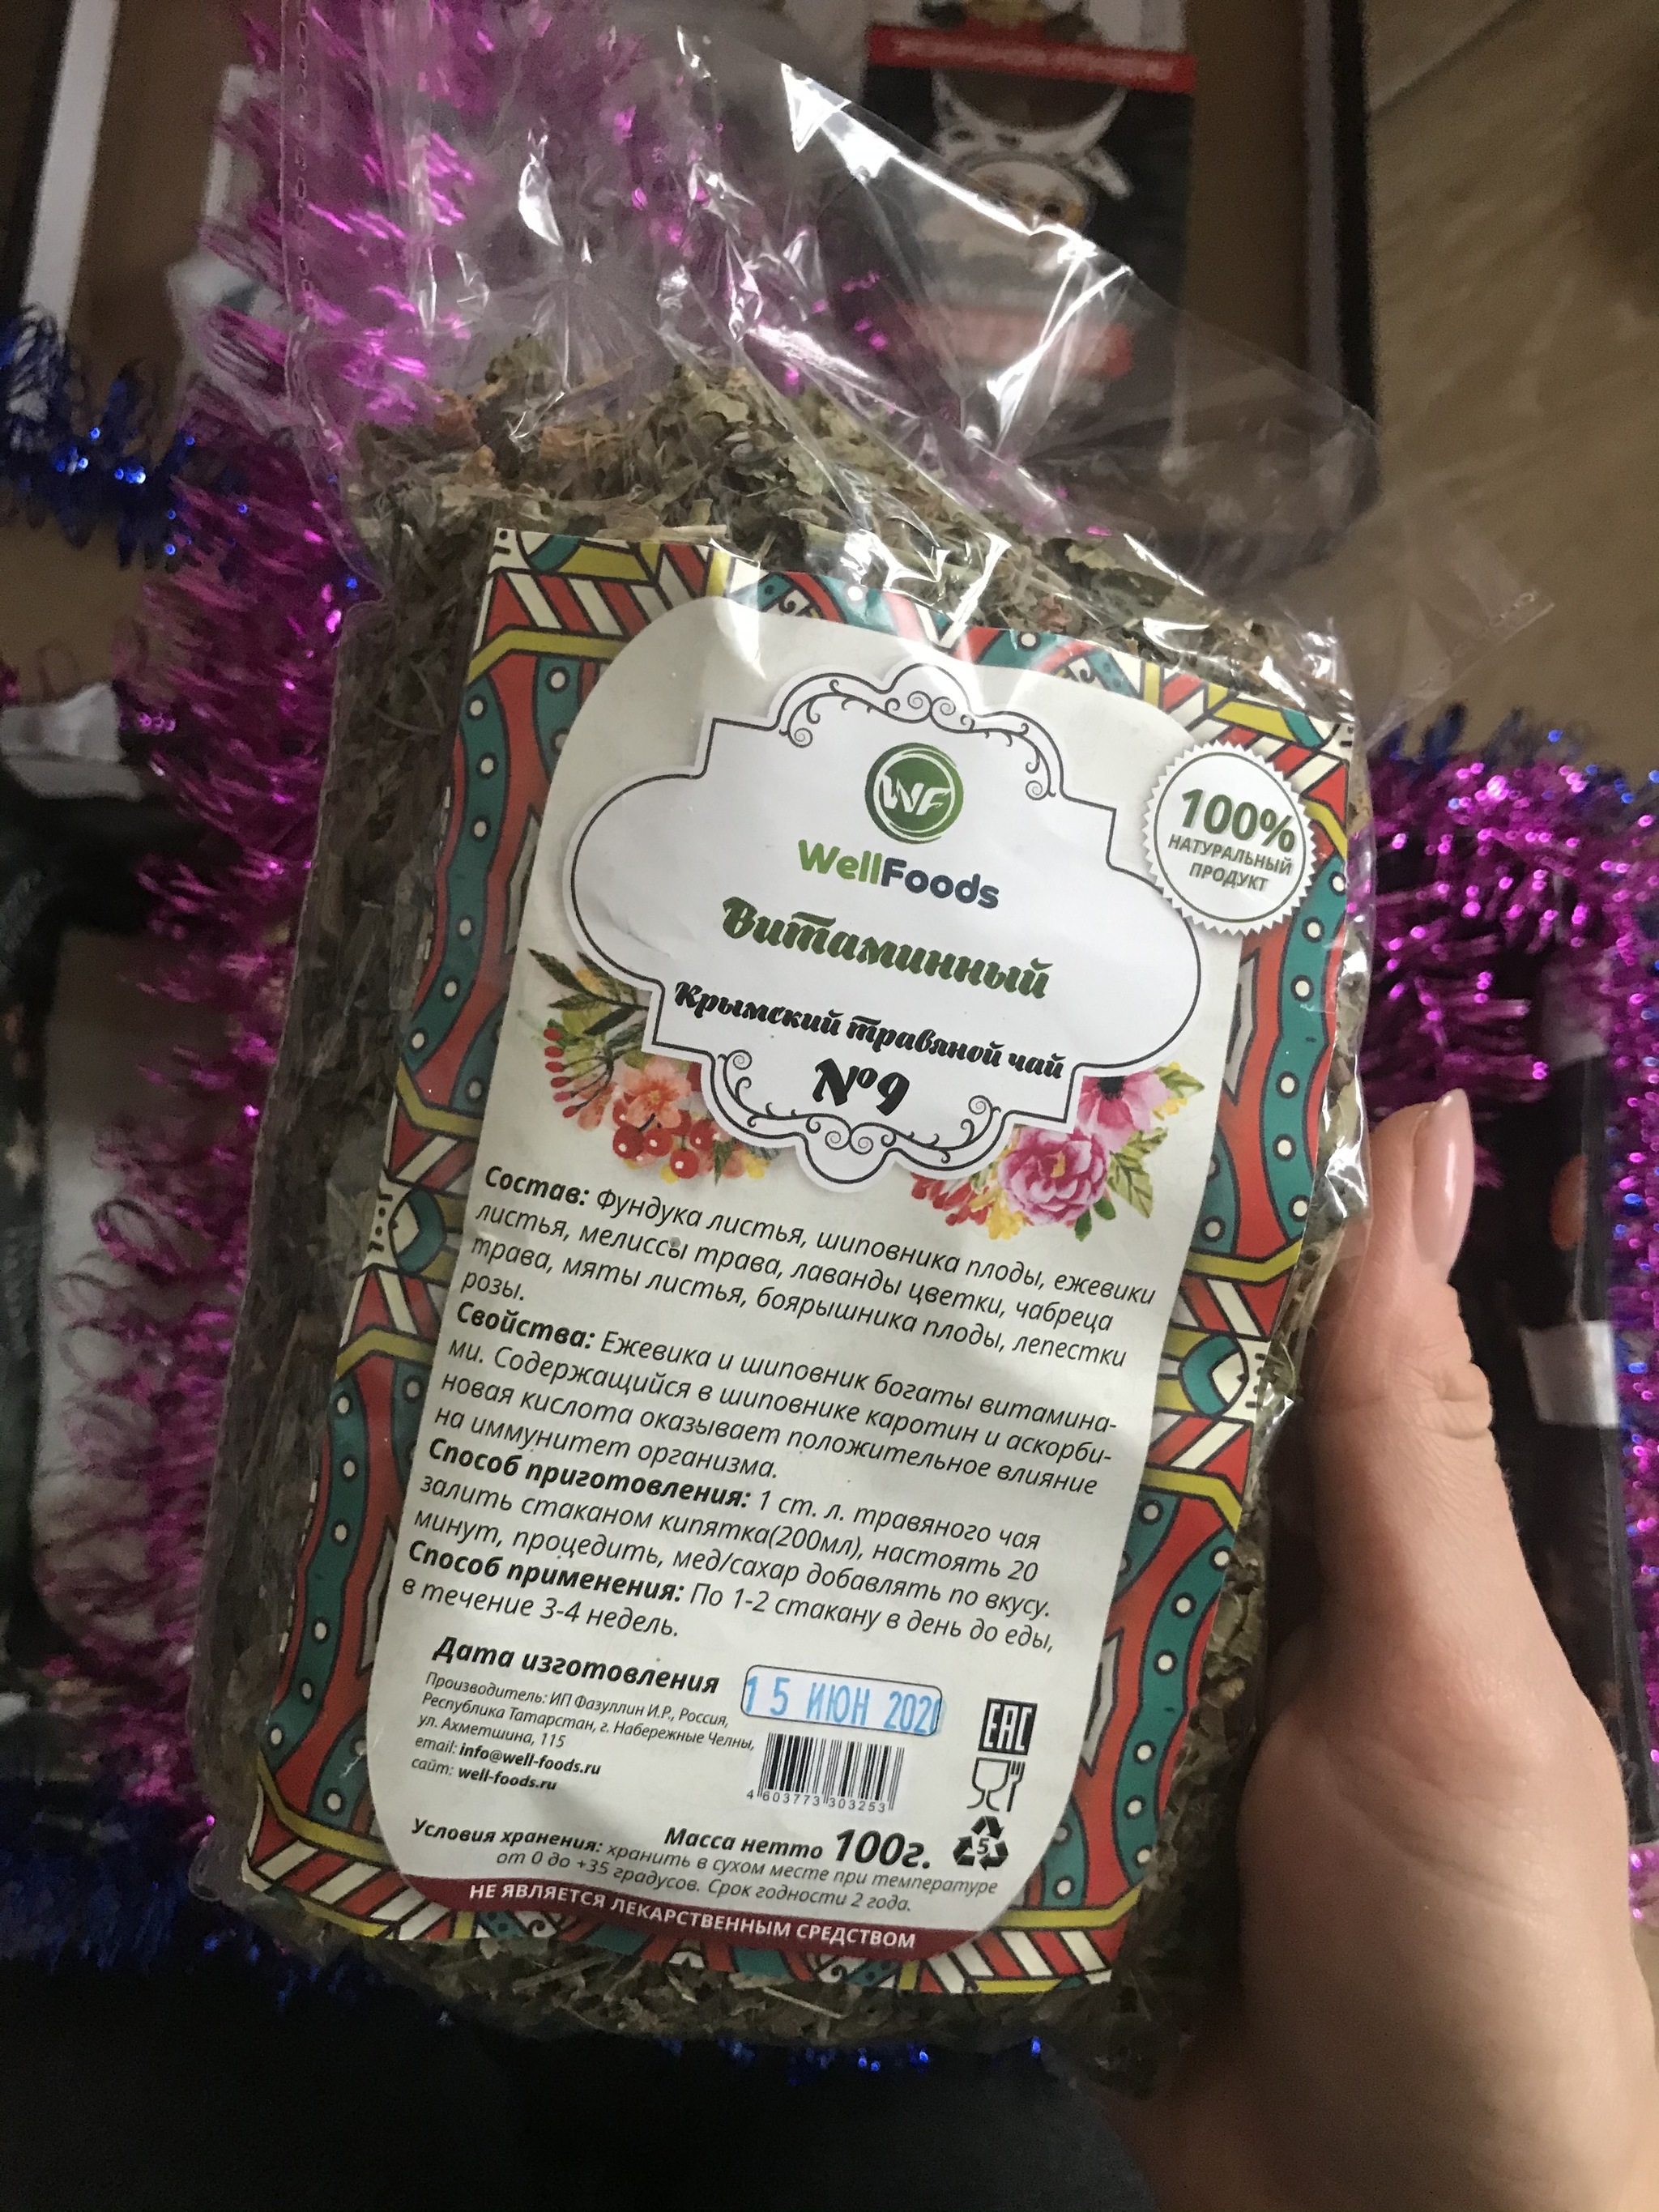 WF
WellFoods
100%
НАТУРАЛЬНЫЙ
ПРОДУКТ
Витаминный
Крымский травяной чай
№9
Состав: Фундука листья, шиповника плоды, ежевики
листья, мелиссы трава, лаванды цветки, чабреца
трава, мяты листья, боярышника плоды, лепестки
розы.
Свойства: Ежевика и шиповник богаты витамина-
ми. Содержащийся в шиповнике каротин и аскорби-
новая кислота оказывает положительное влияние
на иммунитет организма.
Способ приготовления: 1 ст. л. травяного чая
залить стаканом кипятка(200мл), настоять 20
минут, процедить, мед/сахар добавлять по вкусу.
Способ применения: По 1-2 стакану в день до еды,
в течение 3-4 недель.
Дата изготовления
15 ИЮН 2020
Производитель: ИП Фазуллин И.Р., Россия,
Республика Татарстан, г. Набережные Челны,
ул. Ахметшина, 115
email: info@well-foods.ru
сайт: well-foods.ru
4 603773 303253
EAC
5
Масса нетто 100г.
Условия хранения: хранить в сухом месте при температуре
от 0 до +35 градусов. Срок годности 2 года.
НЕ ЯВЛЯЕТСЯ ЛЕКАРСТВЕННЫМ СРЕДСТВОМ